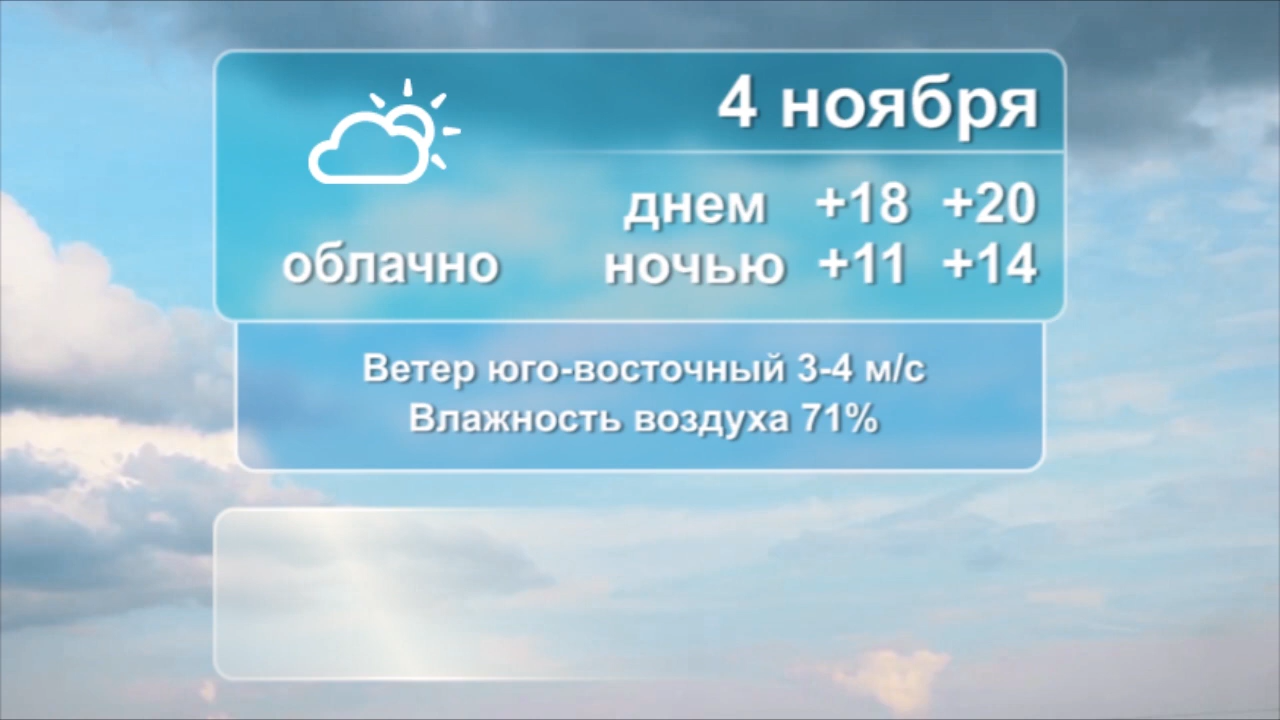 4 ноября
днем +18 +20
ночью +11 +14
облачно
Ветер юго-восточный 3-4 м/с
Влажность воздуха 71%